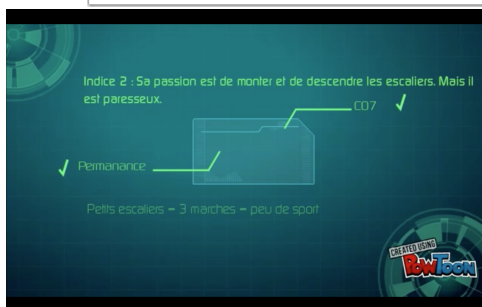 Indice 2 : Sa passion est de monter et de descendre les escaliers. Mais il
est paresseux.
C07
Permanance
Petits escaliers - 3 marches - peu de sport
CREATED USING
POWTOON